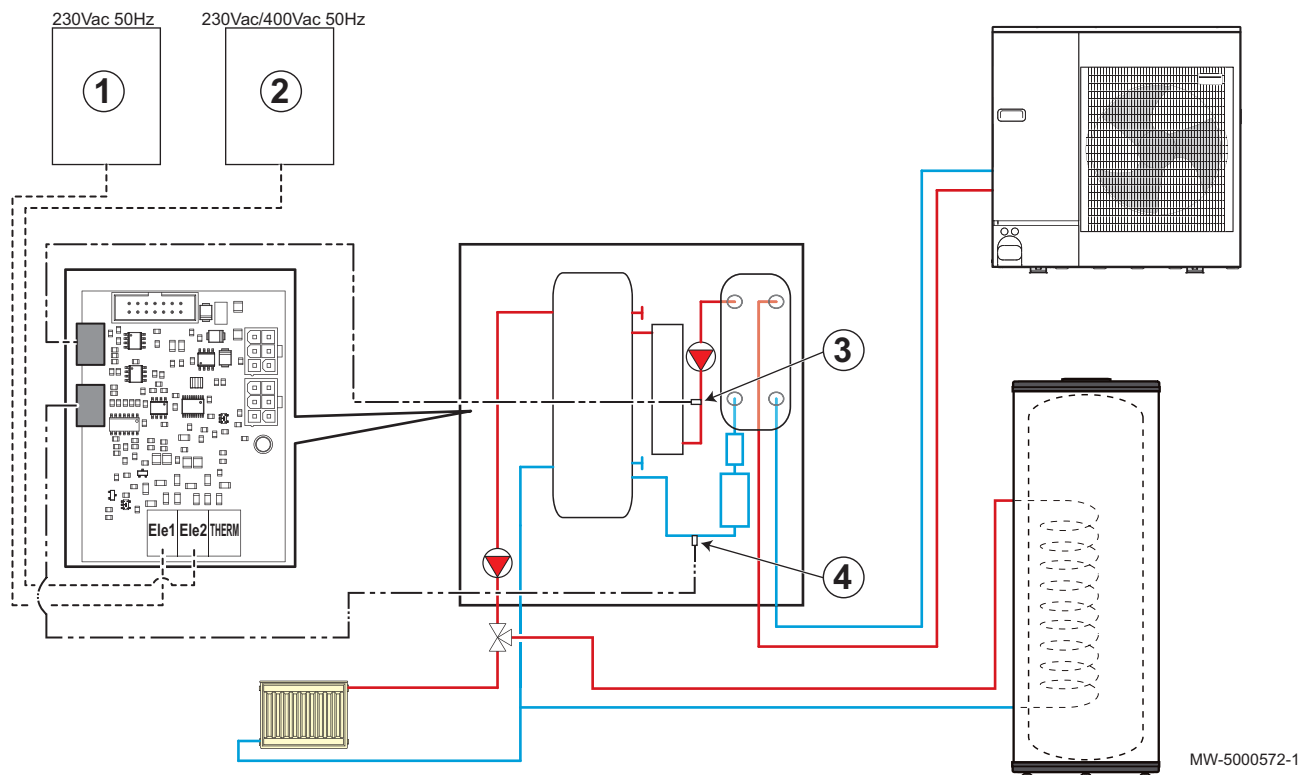 230Vac 50Hz
230Vac/400Vac 50Hz
1
2
3
Ele1 Ele2 THERM
4
MW-5000572-1